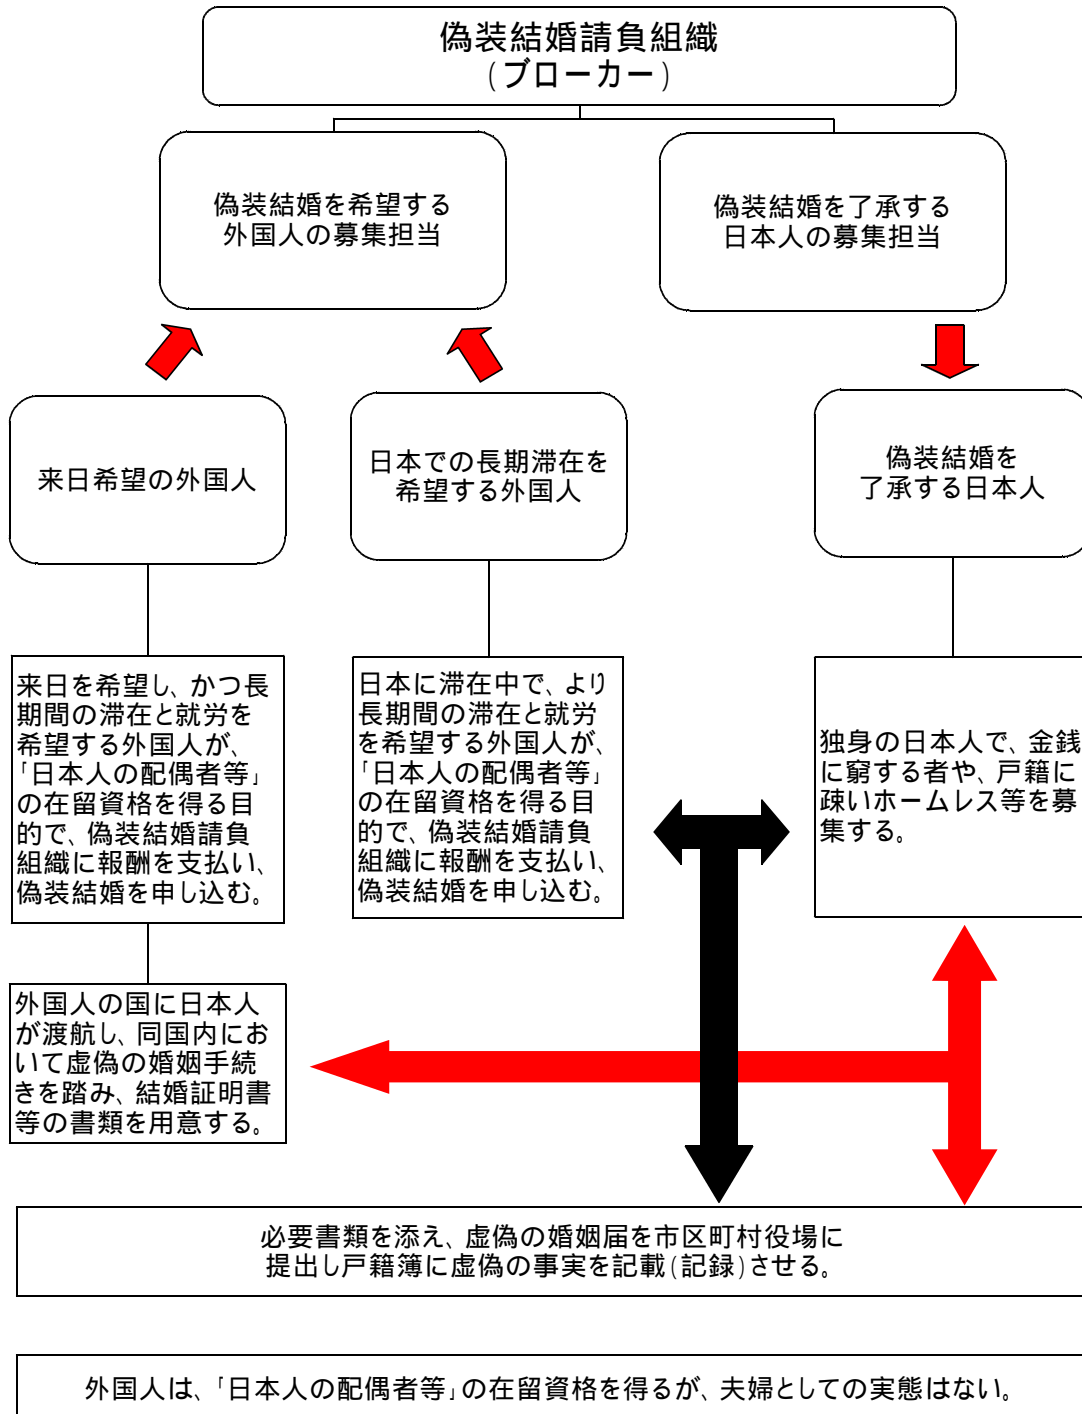 偽装結婚請負組織
(ブローカー)
偽装結婚を希望する
外国人の募集担当
偽装結婚を了承する
日本人の募集担当
来日希望の外国人
日本での長期滞在を
希望する外国人
偽装結婚を
了承する日本人
来日を希望し、かつ長
期間の滞在と就労を
希望する外国人が、
「日本人の配偶者等」
の在留資格を得る目
的で、偽装結婚請負
組織に報酬を支払い、
偽装結婚を申し込む。
日本に滞在中で、より
長期間の滞在と就労
を希望する外国人が、
「日本人の配偶者等」
の在留資格を得る目
的で、偽装結婚請負
組織に報酬を支払い、
偽装結婚を申し込む。
独身の日本人で、金銭
に窮する者や、戸籍に
疎いホームレス等を募
集する。
外国人の国に日本人
が渡航し、同国内にお
いて虚偽の婚姻手続
きを踏み、結婚証明書
等の書類を用意する。
必要書類を添え、虚偽の婚姻届を市区町村役場に
提出し戸籍簿に虚偽の事実を記載(記録)させる。
外国人は、「日本人の配偶者等」の在留資格を得るが、夫婦としての実態はない。